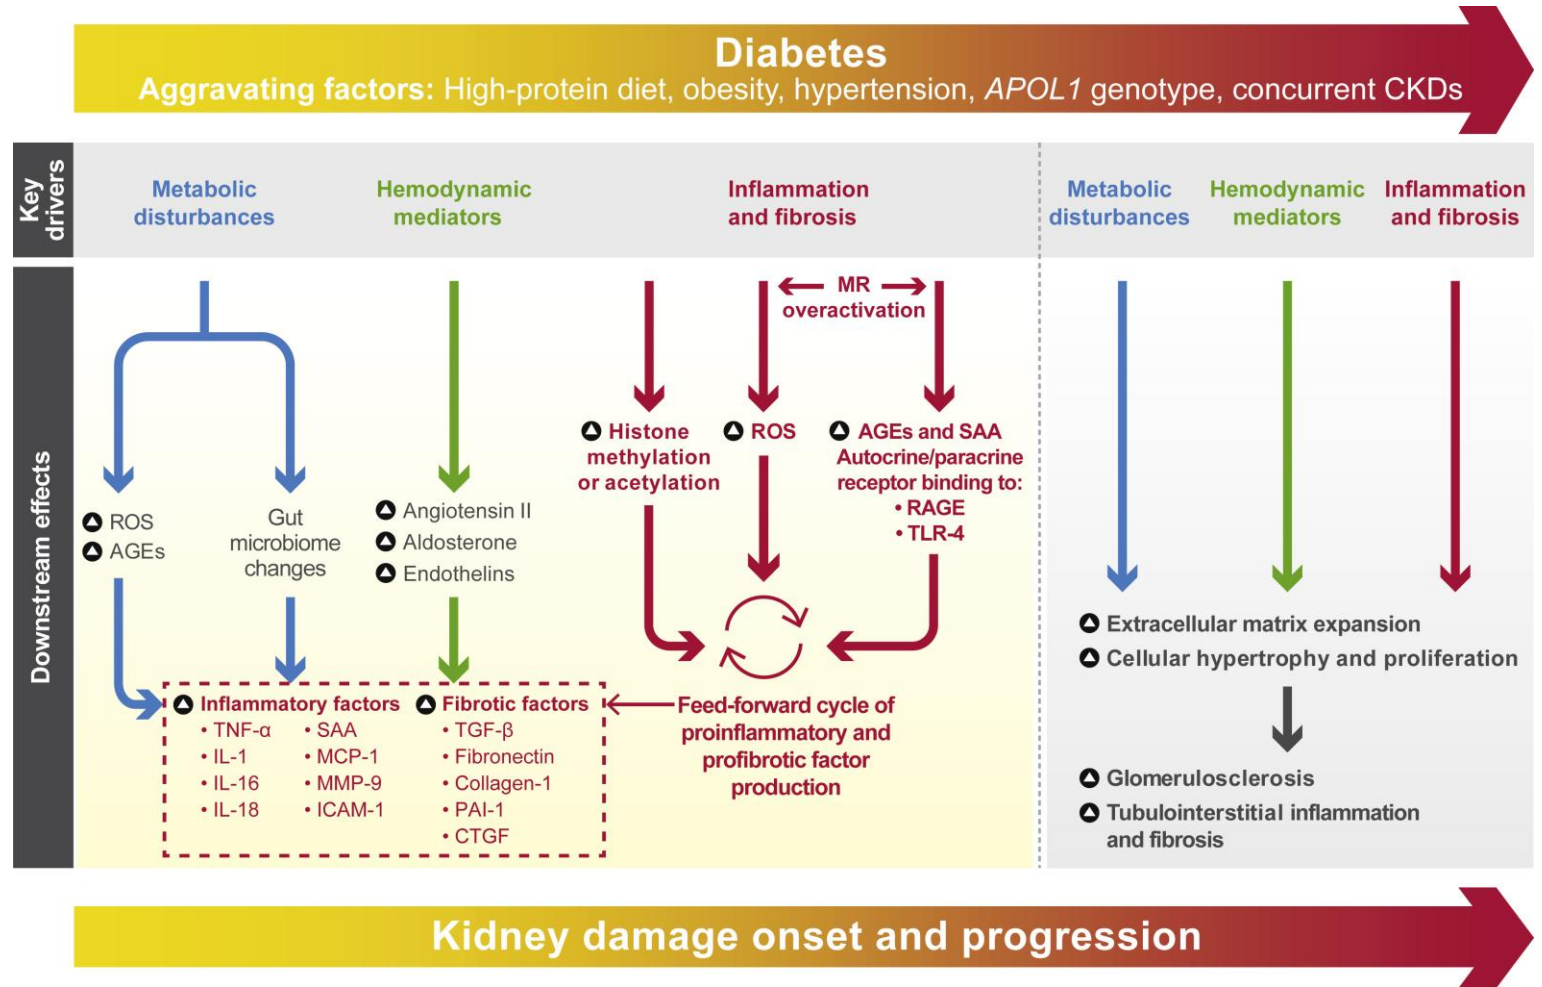 Diabetes
Aggravating factors: High-protein diet, obesity, hypertension, APOL1 genotype, concurrent CKDs
Key
drivers
Metabolic
disturbances
Hemodynamic
mediators
Inflammation
and fibrosis
Metabolic
disturbances
Hemodynamic
mediators
Inflammation
and fibrosis
Downstream effects
MR
overactivation
ROS
AGEs
Gut
microbiome
changes
Angiotensin II
Aldosterone
Endothelins
Histone
methylation
or acetylation
ROS
AGEs and SAA
Autocrine/paracrine
receptor binding to:
• RAGE
• TLR-4
Inflammatory factors
• TNF-α
• IL-1
• IL-16
• IL-18
• SAA
• MCP-1
• MMP-9
• ICAM-1
Fibrotic factors
• TGF-β
• Fibronectin
• Collagen-1
• PAI-1
• CTGF
Feed-forward cycle of
proinflammatory and
profibrotic factor
production
Extracellular matrix expansion
Cellular hypertrophy and proliferation
Glomerulosclerosis
Tubulointerstitial inflammation
and fibrosis
Kidney damage onset and progression